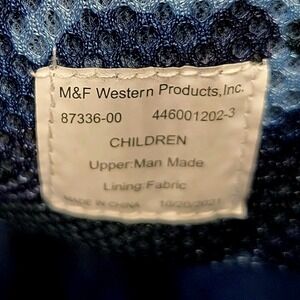 M&F Western Products, Inc.
87336-00 446001202-3
CHILDREN
Upper: Man Made
Lining: Fabric
MADE IN CHINA 10/20/2021